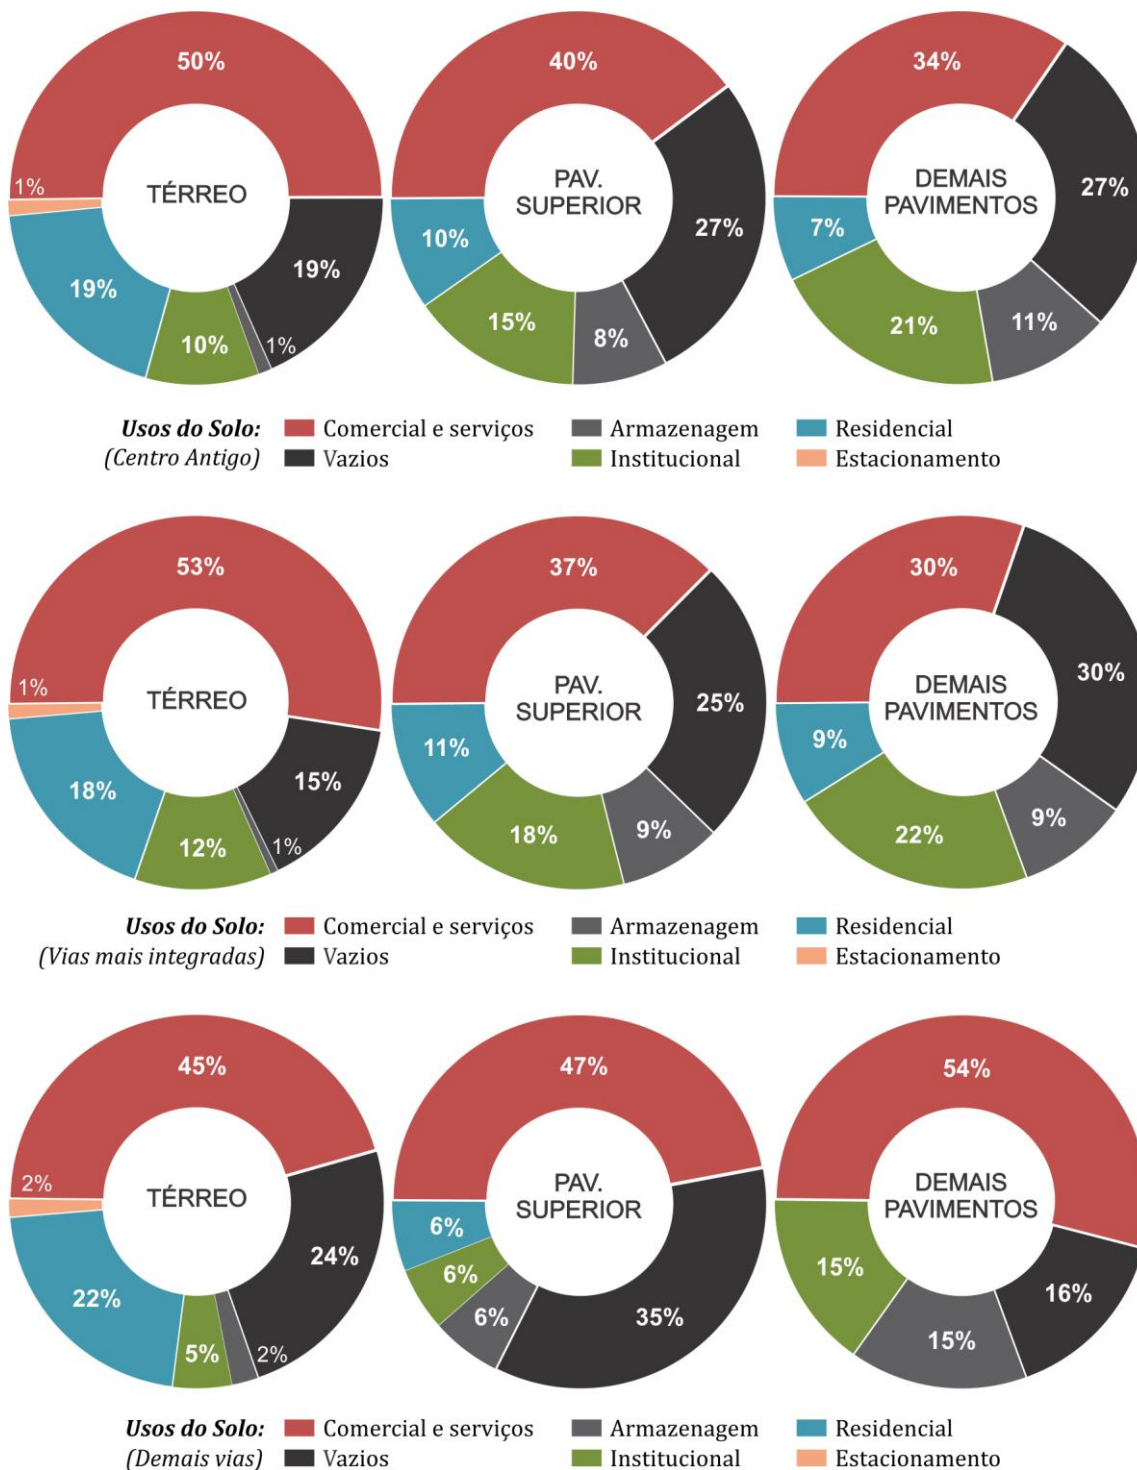 50%
1%
TÉRREO
19%
19%
10%
1%
40%
PAV.
SUPERIOR
10%
27%
15%
8%
34%
DEMAIS
PAVIMENTOS
27%
7%
21%
11%
Usos do Solo: Comercial e serviços Armazenagem Residencial
(Centro Antigo) Vazios Institucional Estacionamento
53%
1%
TÉRREO
18%
15%
12%
1%
37%
PAV.
SUPERIOR
25%
11%
18%
9%
30%
DEMAIS
PAVIMENTOS
30%
9%
22%
9%
Usos do Solo: Comercial e serviços Armazenagem Residencial
(Vias mais integradas) Vazios Institucional Estacionamento
45%
2%
TÉRREO
24%
22%
5%
2%
47%
PAV.
SUPERIOR
6%
6%
6%
35%
54%
DEMAIS
PAVIMENTOS
15%
16%
15%
Usos do Solo: Comercial e serviços Armazenagem Residencial
(Demais vias) Vazios Institucional Estacionamento